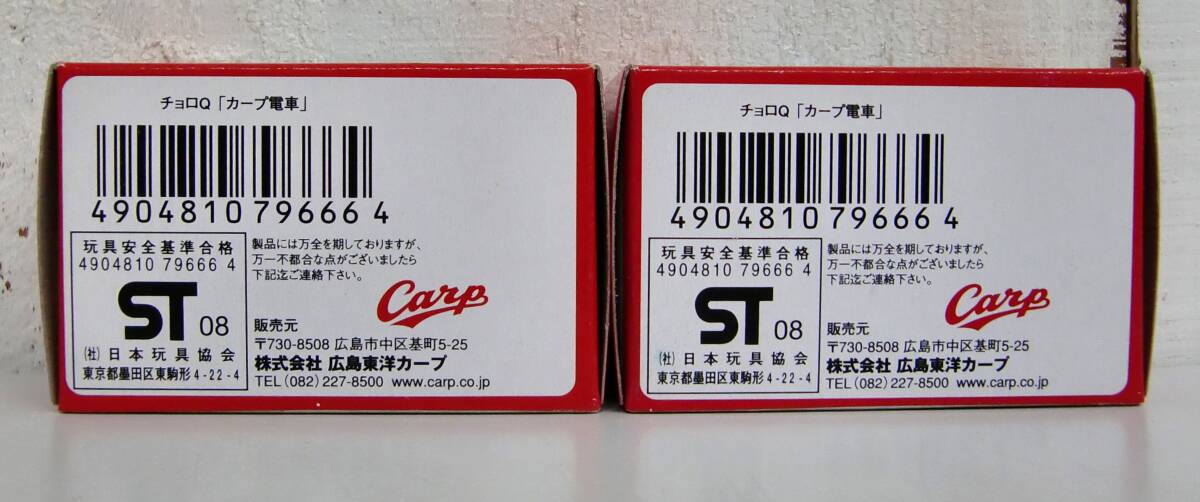 チョロQ「カープ電車」
4904810 79666 4
玩具安全基準合格
4904810 79666 4
ST 08
(社)日本玩具協会
東京都墨田区東駒形4-22-4
製品には万全を期しておりますが、
万一不都合な点がございましたら
下記迄ご連絡下さい。
Carp
販売元
〒730-8508 広島市中区基町5-25
株式会社 広島東洋カープ
TEL(082)227-8500 www.carp.co.jp
チョロQ「カープ電車」
4904810 79666 4
玩具安全基準合格
4904810 79666 4
ST 08
(社)日本玩具協会
東京都墨田区東駒形4-22-4
製品には万全を期しておりますが、
万一不都合な点がございましたら
下記迄ご連絡下さい。
Carp
販売元
〒730-8508 広島市中区基町5-25
株式会社 広島東洋カープ
TEL(082)227-8500 www.carp.co.jp